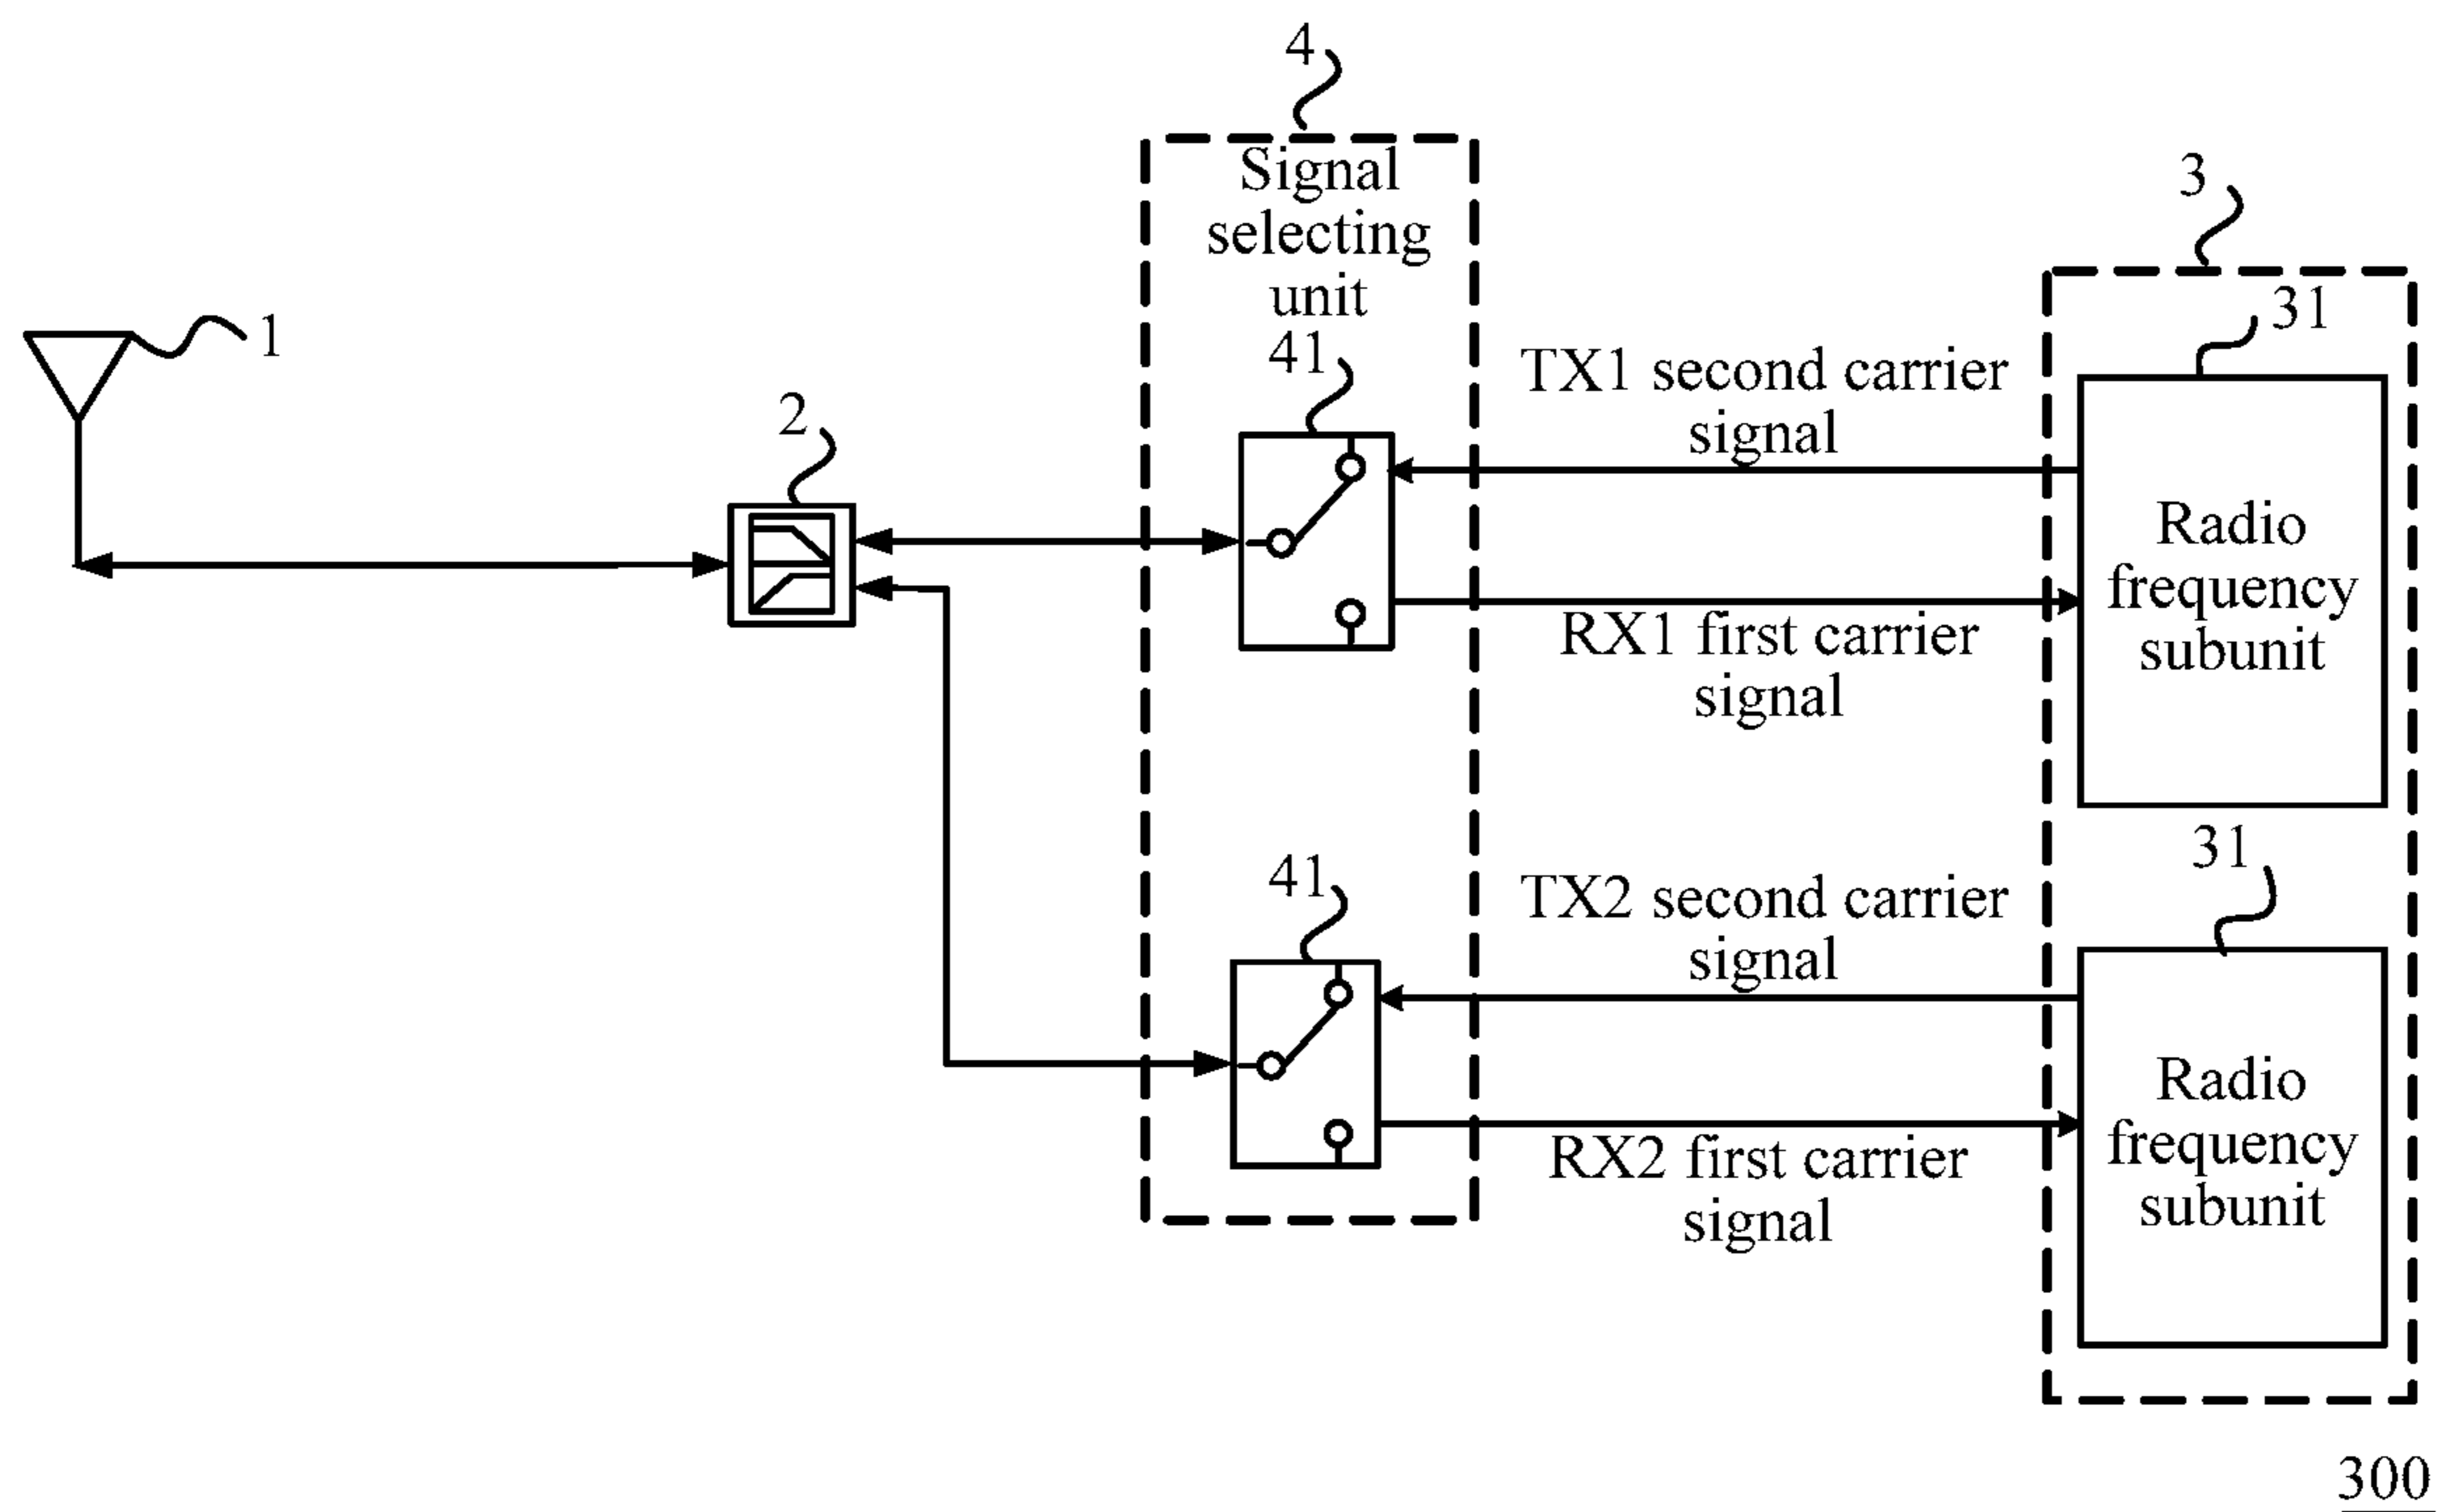 4
Signal
selecting
unit
3
31
1
41
TX1 second carrier
signal
2
Radio
frequency
subunit
RX1 first carrier
signal
31
41
TX2 second carrier
signal
Radio
frequency
subunit
RX2 first carrier
signal
300